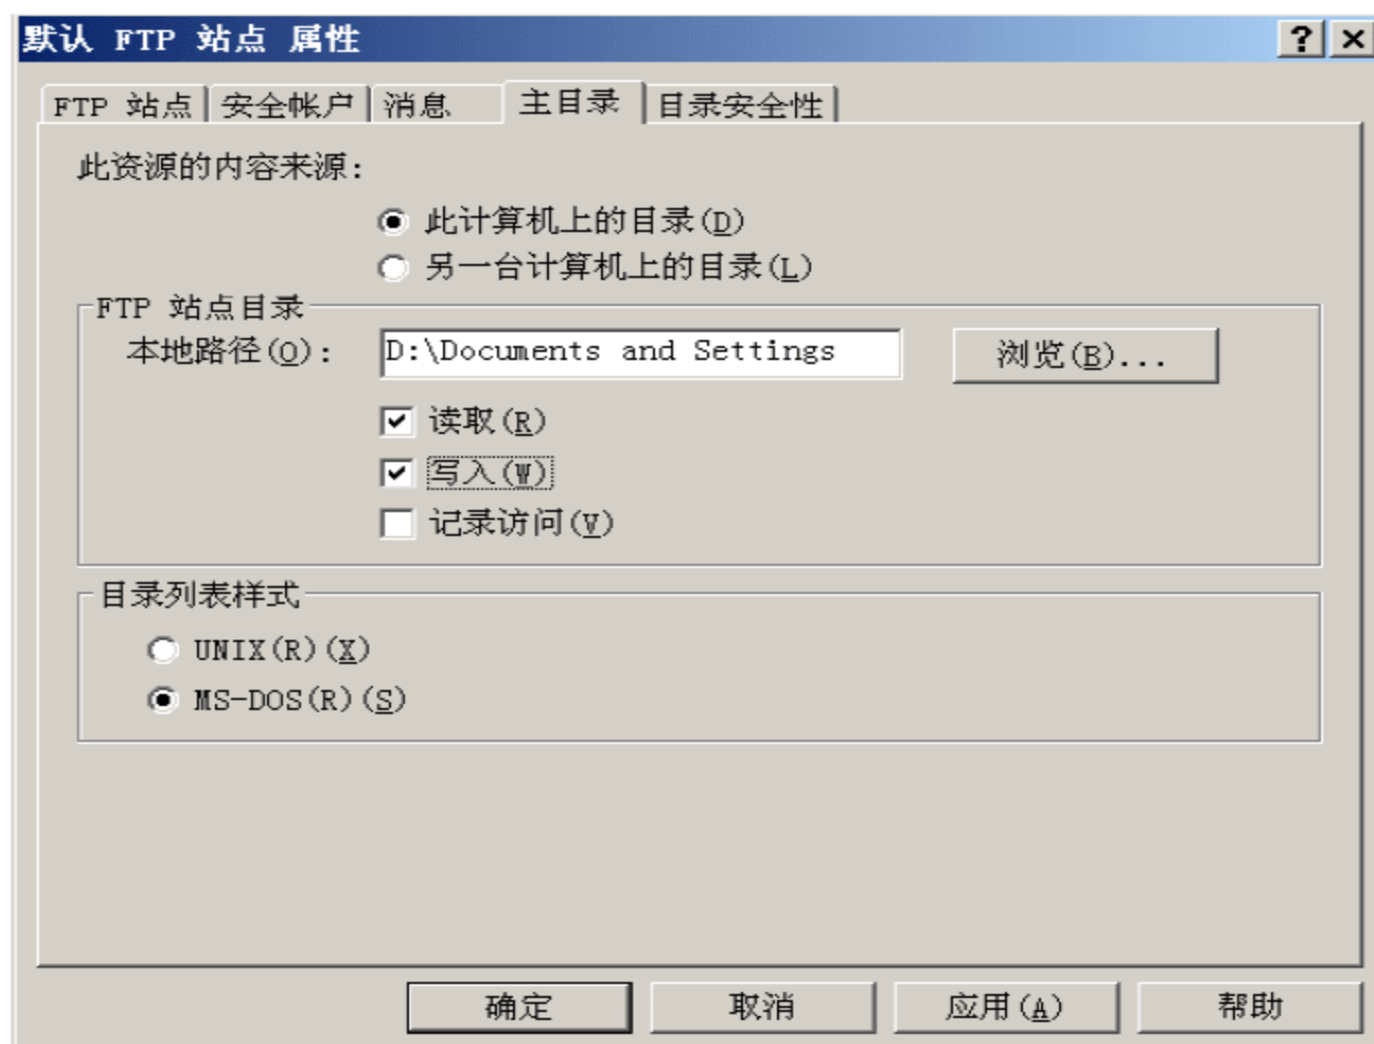 默认 FTP 站点 属性
FTP 站点 安全帐户 消息 主目录 目录安全性
此资源的内容来源:
此计算机上的目录(D)
另一台计算机上的目录(L)
FTP 站点目录
本地路径(O): D:\Documents and Settings 浏览(B)...
读取(R)
写入(W)
记录访问(V)
目录列表样式
UNIX(R)(X)
MS-DOS(R)(S)
确定 取消 应用(A) 帮助